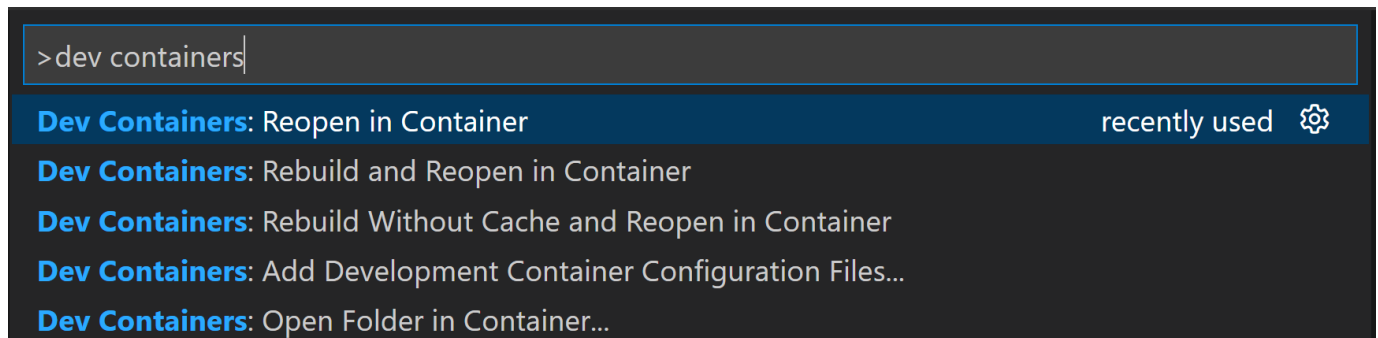 >dev containers
Dev Containers: Reopen in Container recently used
Dev Containers: Rebuild and Reopen in Container
Dev Containers: Rebuild Without Cache and Reopen in Container
Dev Containers: Add Development Container Configuration Files...
Dev Containers: Open Folder in Container...